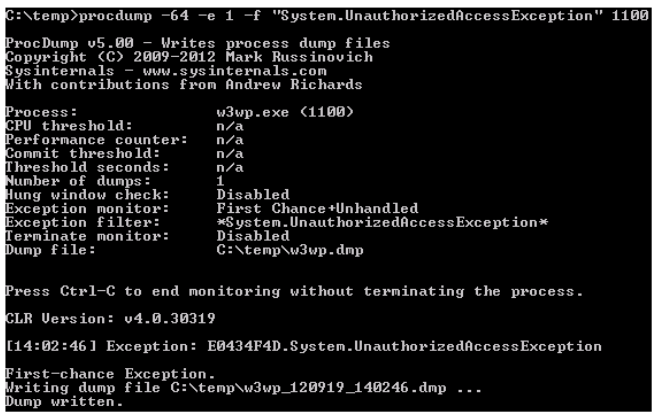 C:\temp>procdump -64 -e 1 -f "System.UnauthorizedAccessException" 1100
ProcDump v5.00 - Writes process dump files
Copyright (C) 2009-2012 Mark Russinovich
Sysinternals - www.sysinternals.com
With contributions from Andrew Richards
Process: w3wp.exe (1100)
CPU threshold: n/a
Performance counter: n/a
Commit threshold: n/a
Threshold seconds: n/a
Number of dumps: 1
Hung window check: Disabled
Exception monitor: First Chance+Unhandled
Exception filter: *System.UnauthorizedAccessException*
Terminate monitor: Disabled
Dump file: C:\temp\w3wp.dmp
Press Ctrl-C to end monitoring without terminating the process.
CLR Version: v4.0.30319
[14:02:46] Exception: E0434F4D.System.UnauthorizedAccessException
First-chance Exception.
Writing dump file C:\temp\w3wp_120919_140246.dmp ...
Dump written.